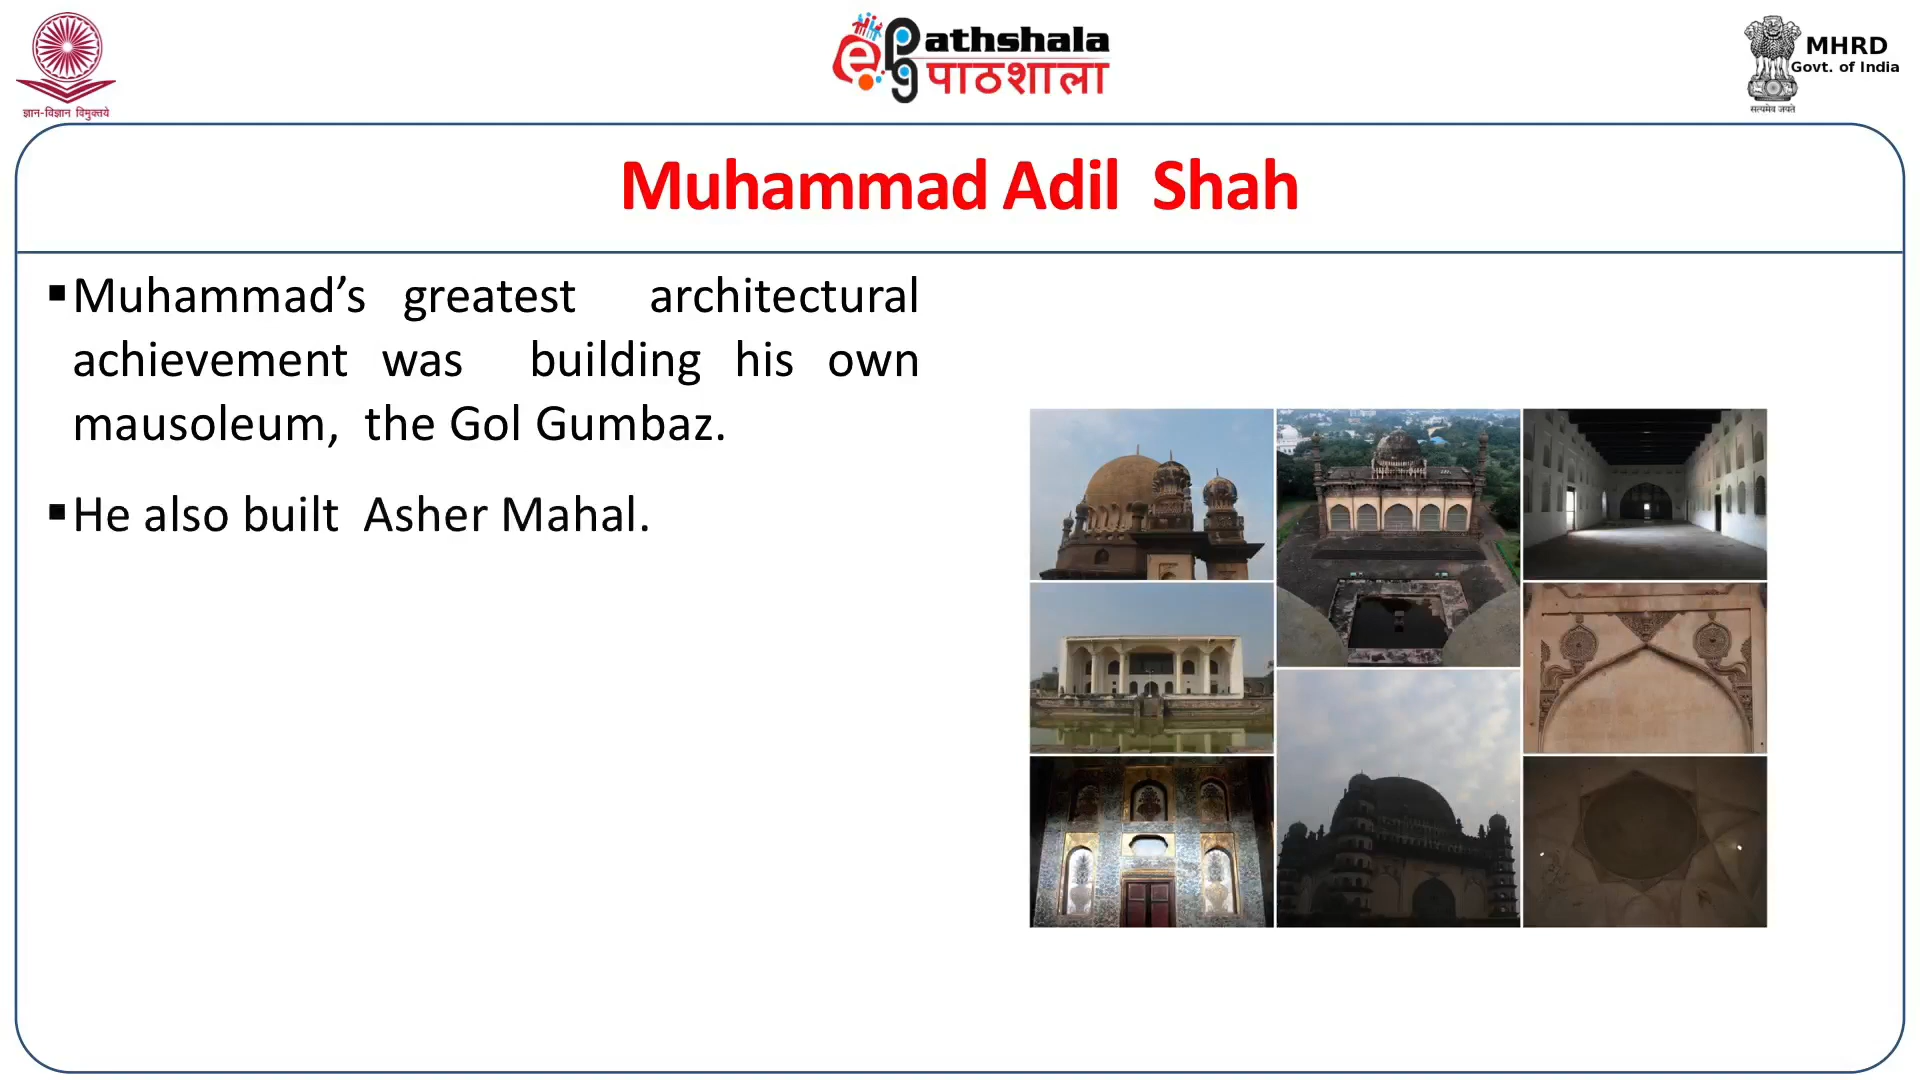 ज्ञान-विज्ञान विमुक्तये
ePG Pathshala
पाठशाला
MHRD
Govt. of India
सत्यमेव जयते
Muhammad Adil Shah
▪Muhammad’s greatest architectural
achievement was building his own
mausoleum, the Gol Gumbaz.
▪He also built Asher Mahal.